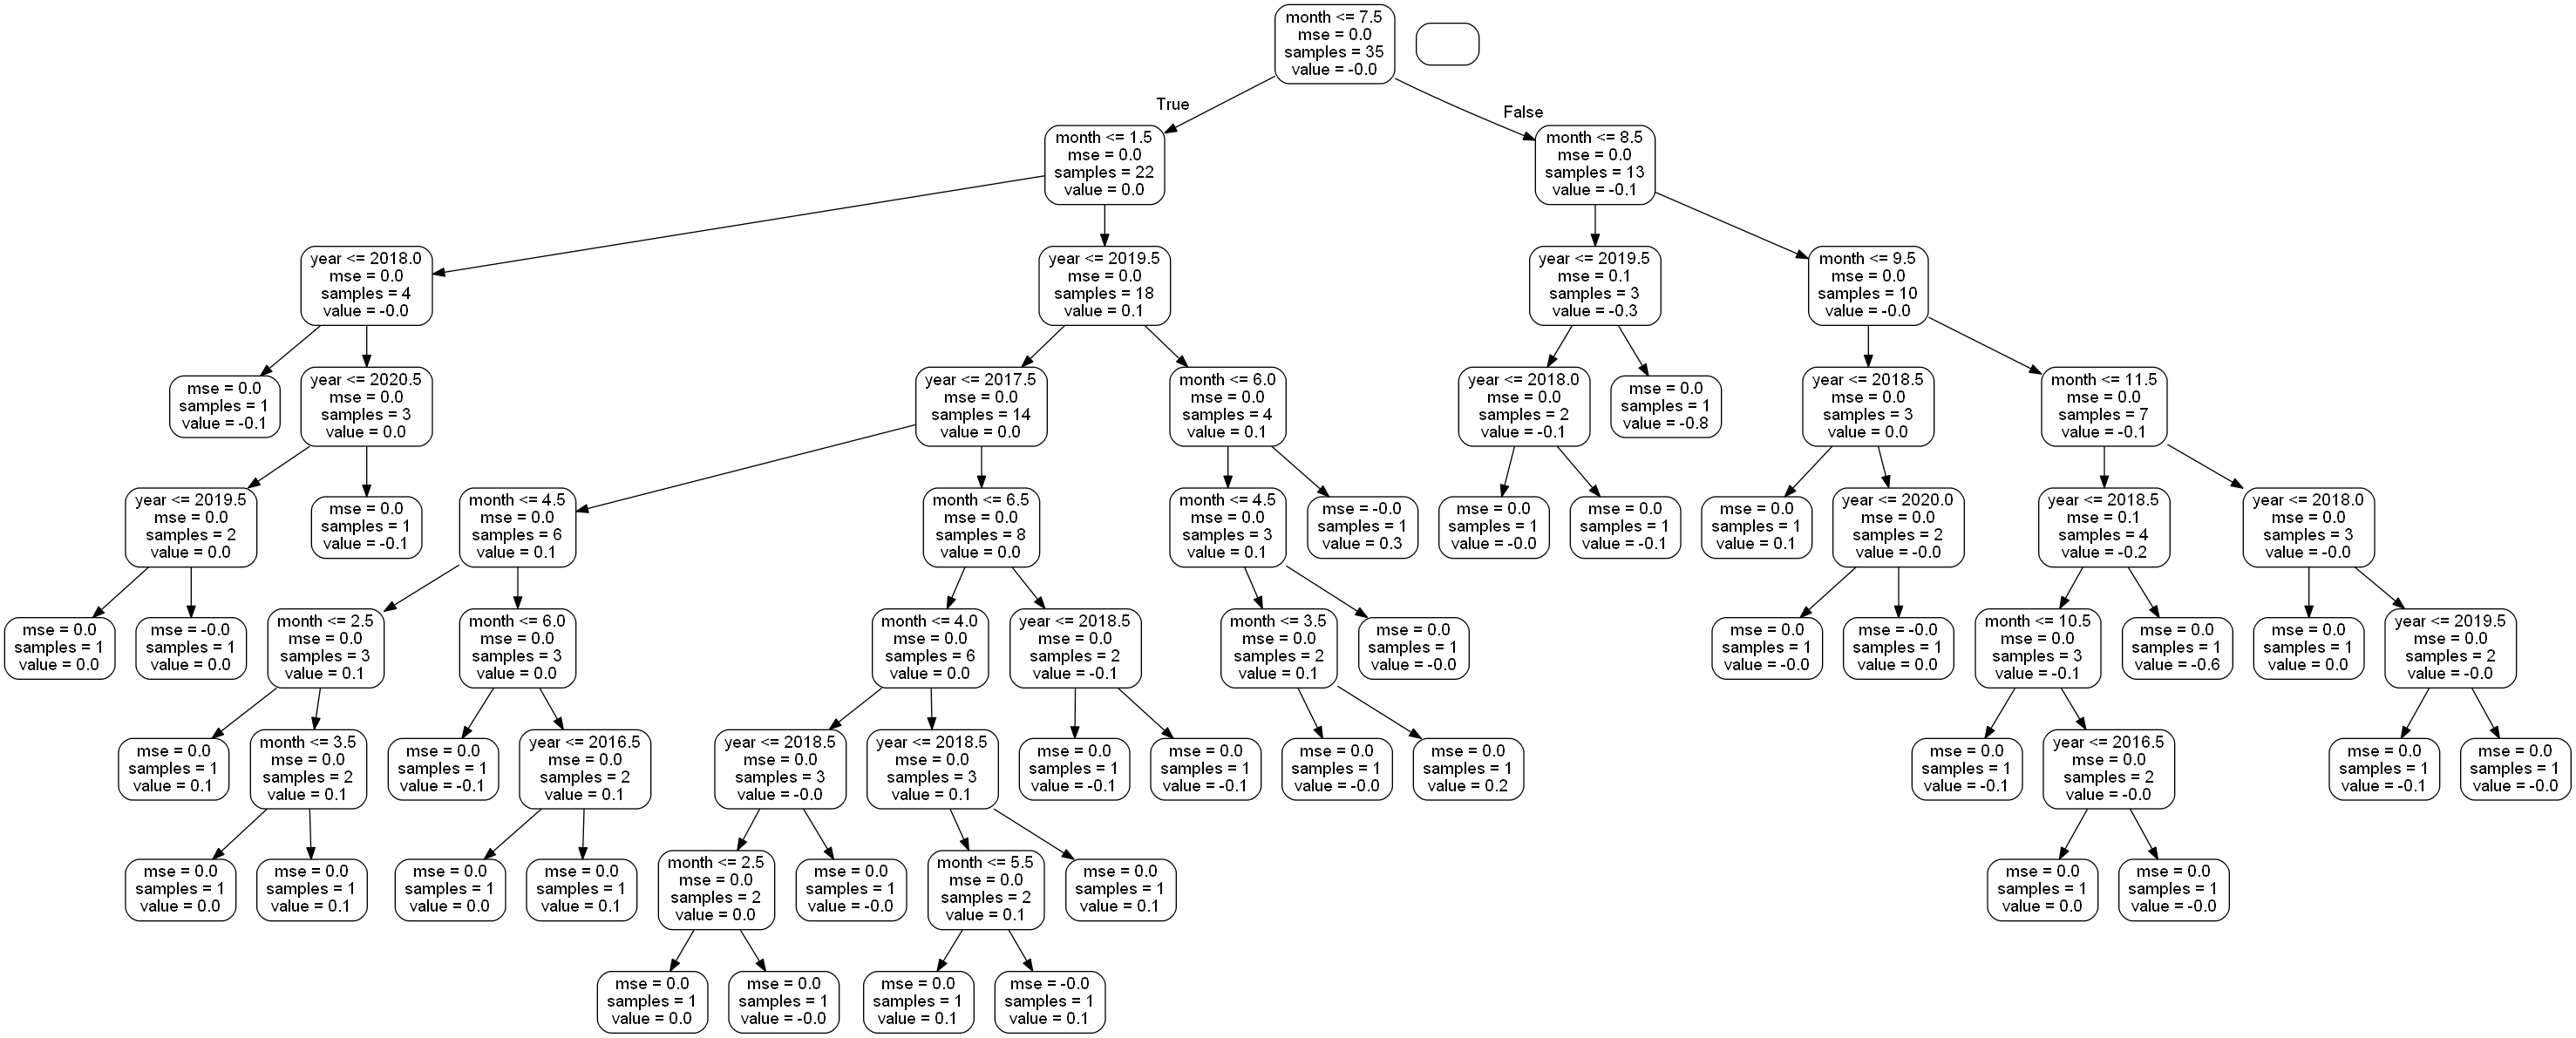 month <= 7.5
mse = 0.0
samples = 35
value = -0.0
True
False
month <= 1.5
mse = 0.0
samples = 22
value = 0.0
month <= 8.5
mse = 0.0
samples = 13
value = -0.1
year <= 2018.0
mse = 0.0
samples = 4
value = -0.0
year <= 2019.5
mse = 0.0
samples = 18
value = 0.1
year <= 2019.5
mse = 0.1
samples = 3
value = -0.3
month <= 9.5
mse = 0.0
samples = 10
value = -0.0
mse = 0.0
samples = 1
value = -0.1
year <= 2020.5
mse = 0.0
samples = 3
value = 0.0
year <= 2017.5
mse = 0.0
samples = 14
value = 0.0
month <= 6.0
mse = 0.0
samples = 4
value = 0.1
year <= 2018.0
mse = 0.0
samples = 2
value = -0.1
mse = 0.0
samples = 1
value = -0.8
year <= 2018.5
mse = 0.0
samples = 3
value = 0.0
month <= 11.5
mse = 0.0
samples = 7
value = -0.1
year <= 2019.5
mse = 0.0
samples = 2
value = 0.0
mse = 0.0
samples = 1
value = -0.1
month <= 4.5
mse = 0.0
samples = 6
value = 0.1
month <= 6.5
mse = 0.0
samples = 8
value = 0.0
month <= 4.5
mse = 0.0
samples = 3
value = 0.1
mse = -0.0
samples = 1
value = 0.3
mse = 0.0
samples = 1
value = -0.0
mse = 0.0
samples = 1
value = -0.1
mse = 0.0
samples = 1
value = 0.1
year <= 2020.0
mse = 0.0
samples = 2
value = -0.0
year <= 2018.5
mse = 0.1
samples = 4
value = -0.2
year <= 2018.0
mse = 0.0
samples = 3
value = -0.0
mse = 0.0
samples = 1
value = 0.0
mse = -0.0
samples = 1
value = 0.0
month <= 2.5
mse = 0.0
samples = 3
value = 0.1
month <= 6.0
mse = 0.0
samples = 3
value = 0.0
month <= 4.0
mse = 0.0
samples = 6
value = 0.0
year <= 2018.5
mse = 0.0
samples = 2
value = -0.1
month <= 3.5
mse = 0.0
samples = 2
value = 0.1
mse = 0.0
samples = 1
value = -0.0
mse = 0.0
samples = 1
value = -0.0
mse = -0.0
samples = 1
value = 0.0
month <= 10.5
mse = 0.0
samples = 3
value = -0.1
mse = 0.0
samples = 1
value = -0.6
mse = 0.0
samples = 1
value = 0.0
year <= 2019.5
mse = 0.0
samples = 2
value = -0.0
mse = 0.0
samples = 1
value = 0.1
month <= 3.5
mse = 0.0
samples = 2
value = 0.1
mse = 0.0
samples = 1
value = -0.1
year <= 2016.5
mse = 0.0
samples = 2
value = 0.1
year <= 2018.5
mse = 0.0
samples = 3
value = -0.0
year <= 2018.5
mse = 0.0
samples = 3
value = 0.1
mse = 0.0
samples = 1
value = -0.1
mse = 0.0
samples = 1
value = -0.1
mse = 0.0
samples = 1
value = -0.0
mse = 0.0
samples = 1
value = 0.2
mse = 0.0
samples = 1
value = -0.1
year <= 2016.5
mse = 0.0
samples = 2
value = -0.0
mse = 0.0
samples = 1
value = -0.1
mse = 0.0
samples = 1
value = -0.0
mse = 0.0
samples = 1
value = 0.0
mse = 0.0
samples = 1
value = 0.1
mse = 0.0
samples = 1
value = 0.0
mse = 0.0
samples = 1
value = 0.1
month <= 2.5
mse = 0.0
samples = 2
value = 0.0
mse = 0.0
samples = 1
value = -0.0
month <= 5.5
mse = 0.0
samples = 2
value = 0.1
mse = 0.0
samples = 1
value = 0.1
mse = 0.0
samples = 1
value = 0.0
mse = 0.0
samples = 1
value = -0.0
mse = 0.0
samples = 1
value = 0.0
mse = 0.0
samples = 1
value = -0.0
mse = 0.0
samples = 1
value = 0.1
mse = -0.0
samples = 1
value = 0.1